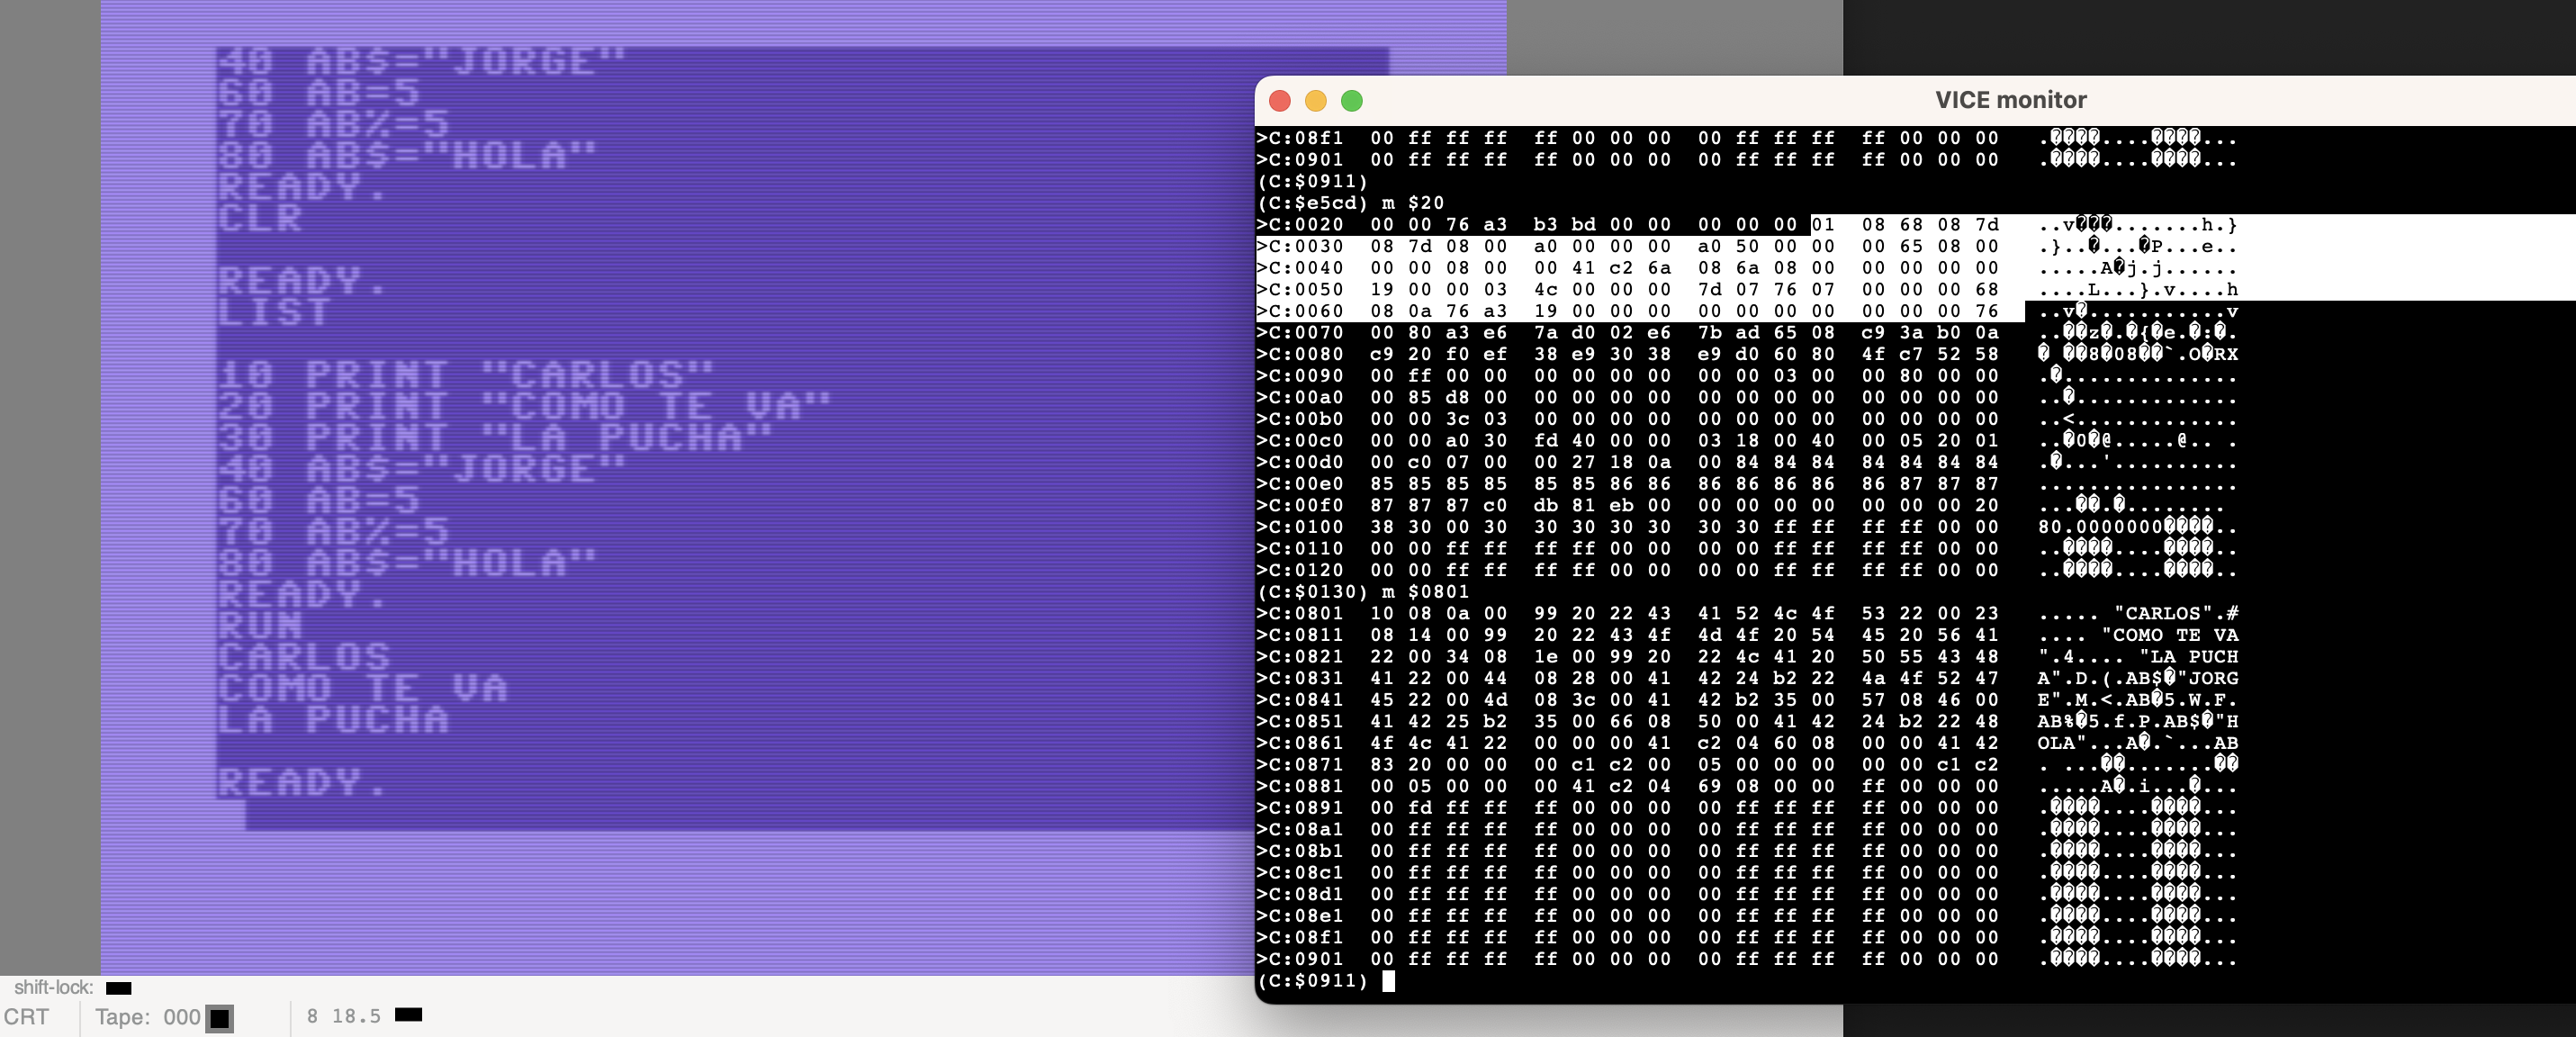 40 AB$="JORGE"
60 AB=5
70 AB%=5
80 AB$="HOLA"
READY.
CLR
READY.
LIST
10 PRINT "CARLOS"
20 PRINT "COMO TE VA"
30 PRINT "LA PUCHA"
40 AB$="JORGE"
60 AB=5
70 AB%=5
80 AB$="HOLA"
READY.
RUN
CARLOS
COMO TE VA
LA PUCHA
READY.
shift-lock:
CRT Tape: 000 8 18.5
VICE monitor
>C:08f1 00 ff ff ff ff 00 00 00 00 ff ff ff ff 00 00 00 .����....����...
>C:0901 00 ff ff ff ff 00 00 00 00 ff ff ff ff 00 00 00 .����....����...
(C:$0911)
(C:$e5cd) m $20
>C:0020 00 00 76 a3 b3 bd 00 00 00 00 00 01 08 68 08 7d ..v���.......h.}
>C:0030 08 7d 08 00 a0 00 00 00 a0 50 00 00 00 65 08 00 .}..�...�P...e..
>C:0040 00 00 08 00 00 41 c2 6a 08 6a 08 00 00 00 00 00 .....A�j.j......
>C:0050 19 00 00 03 4c 00 00 00 7d 07 76 07 00 00 00 68 ....L...}.v....h
>C:0060 08 0a 76 a3 19 00 00 00 00 00 00 00 00 00 00 76 ..v�...........v
>C:0070 00 80 a3 e6 7a d0 02 e6 7b ad 65 08 c9 3a b0 0a ..��z�.�{�e.�:�.
>C:0080 c9 20 f0 ef 38 e9 30 38 e9 d0 60 80 4f c7 52 58 � ��8�08��`.O�RX
>C:0090 00 ff 00 00 00 00 00 00 00 00 03 00 00 80 00 00 .�..............
>C:00a0 00 85 d8 00 00 00 00 00 00 00 00 00 00 00 00 00 ..�.............
>C:00b0 00 00 3c 03 00 00 00 00 00 00 00 00 00 00 00 00 ..<.............
>C:00c0 00 00 a0 30 fd 40 00 00 03 18 00 40 00 05 20 01 ..�0�@.....@.. .
>C:00d0 00 c0 07 00 00 27 18 0a 00 84 84 84 84 84 84 84 .�...'..........
>C:00e0 85 85 85 85 85 85 86 86 86 86 86 86 86 87 87 87 ................
>C:00f0 87 87 87 c0 db 81 eb 00 00 00 00 00 00 00 00 20 ...��.�........
>C:0100 38 30 00 30 30 30 30 30 30 30 ff ff ff ff 00 00 80.0000000����..
>C:0110 00 00 ff ff ff ff 00 00 00 00 ff ff ff ff 00 00 ..����....����..
>C:0120 00 00 ff ff ff ff 00 00 00 00 ff ff ff ff 00 00 ..����....����..
(C:$0130) m $0801
>C:0801 10 08 0a 00 99 20 22 43 41 52 4c 4f 53 22 00 23 ..... "CARLOS".#
>C:0811 08 14 00 99 20 22 43 4f 4d 4f 20 54 45 20 56 41 .... "COMO TE VA
>C:0821 22 00 34 08 1e 00 99 20 22 4c 41 20 50 55 43 48 ".4.... "LA PUCH
>C:0831 41 22 00 44 08 28 00 41 42 24 b2 22 4a 4f 52 47 A".D.(.AB$�"JORG
>C:0841 45 22 00 4d 08 3c 00 41 42 b2 35 00 57 08 46 00 E".M.<.AB�5.W.F.
>C:0851 41 42 25 b2 35 00 66 08 50 00 41 42 24 b2 22 48 AB%�5.f.P.AB$�"H
>C:0861 4f 4c 41 22 00 00 00 41 c2 04 60 08 00 00 41 42 OLA"...A�.`...AB
>C:0871 83 20 00 00 00 c1 c2 00 05 00 00 00 00 00 c1 c2 . ...��.......��
>C:0881 00 05 00 00 00 41 c2 04 69 08 00 00 ff 00 00 00 .....A�.i...�...
>C:0891 00 fd ff ff ff 00 00 00 00 ff ff ff ff 00 00 00 .����....����...
>C:08a1 00 ff ff ff ff 00 00 00 00 ff ff ff ff 00 00 00 .����....����...
>C:08b1 00 ff ff ff ff 00 00 00 00 ff ff ff ff 00 00 00 .����....����...
>C:08c1 00 ff ff ff ff 00 00 00 00 ff ff ff ff 00 00 00 .����....����...
>C:08d1 00 ff ff ff ff 00 00 00 00 ff ff ff ff 00 00 00 .����....����...
>C:08e1 00 ff ff ff ff 00 00 00 00 ff ff ff ff 00 00 00 .����....����...
>C:08f1 00 ff ff ff ff 00 00 00 00 ff ff ff ff 00 00 00 .����....����...
>C:0901 00 ff ff ff ff 00 00 00 00 ff ff ff ff 00 00 00 .����....����...
(C:$0911)